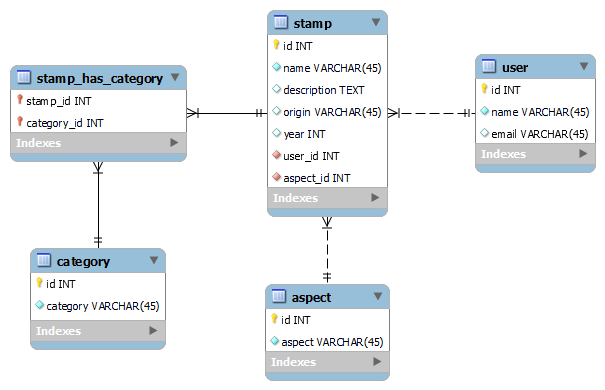 stamp
id INT
name VARCHAR(45)
description TEXT
origin VARCHAR(45)
year INT
user_id INT
aspect_id INT
Indexes
stamp_has_category
stamp_id INT
category_id INT
Indexes
user
id INT
name VARCHAR(45)
email VARCHAR(45)
Indexes
category
id INT
category VARCHAR(45)
Indexes
aspect
id INT
aspect VARCHAR(45)
Indexes